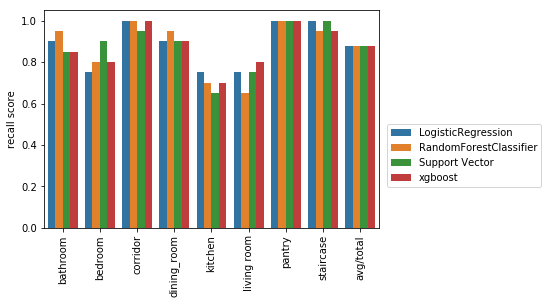 1.0
0.8
0.6
0.4
0.2
0.0
recall score
bathroom
bedroom
corridor
dining_room
kitchen
living room
pantry
staircase
avg/total
LogisticRegression
RandomForestClassifier
Support Vector
xgboost